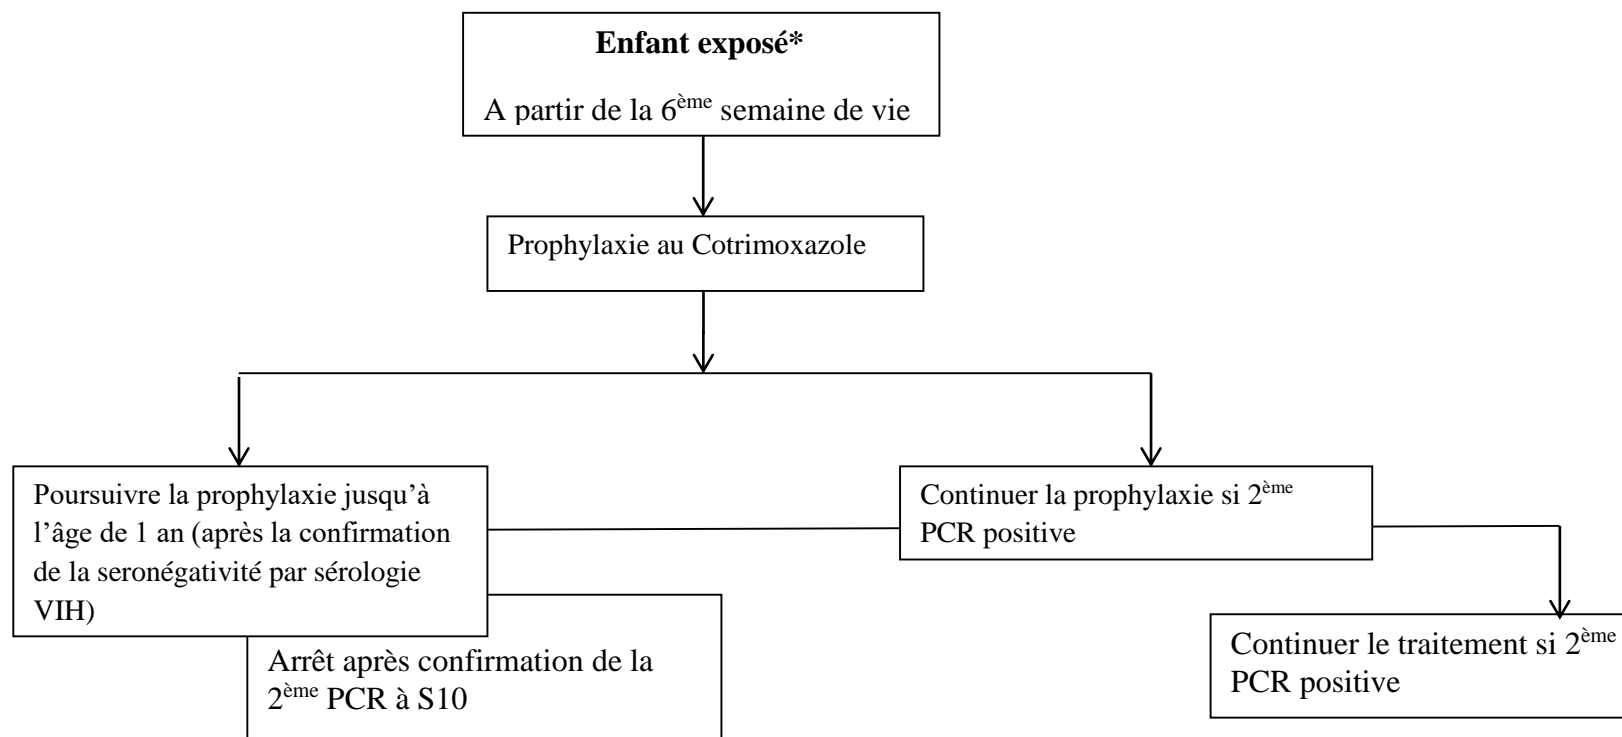 Enfant exposé*
A partir de la 6ème semaine de vie
Prophylaxie au Cotrimoxazole
Poursuivre la prophylaxie jusqu’à
l’âge de 1 an (après la confirmation
de la seronégativité par sérologie
VIH)
Continuer la prophylaxie si 2ème
PCR positive
Arrêt après confirmation de la
2ème PCR à S10
Continuer le traitement si 2ème
PCR positive